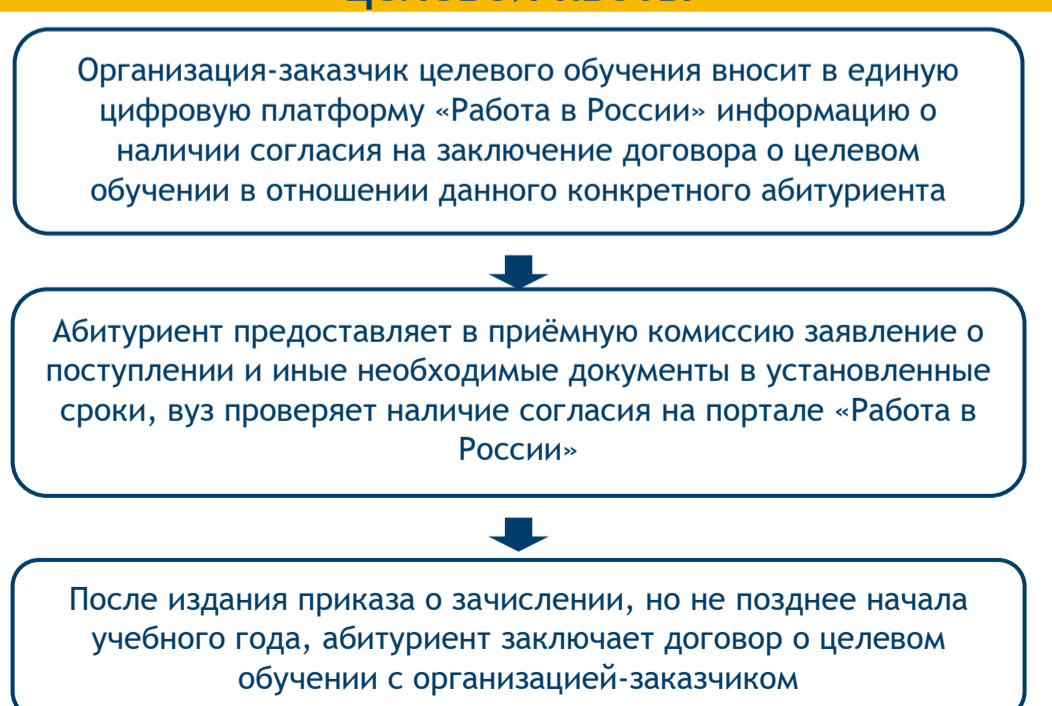 Организация-заказчик целевого обучения вносит в единую
цифровую платформу «Работа в России» информацию о
наличии согласия на заключение договора о целевом
обучении в отношении данного конкретного абитуриента
Абитуриент предоставляет в приёмную комиссию заявление о
поступлении и иные необходимые документы в установленные
сроки, вуз проверяет наличие согласия на портале «Работа в
России»
После издания приказа о зачислении, но не позднее начала
учебного года, абитуриент заключает договор о целевом
обучении с организацией-заказчиком